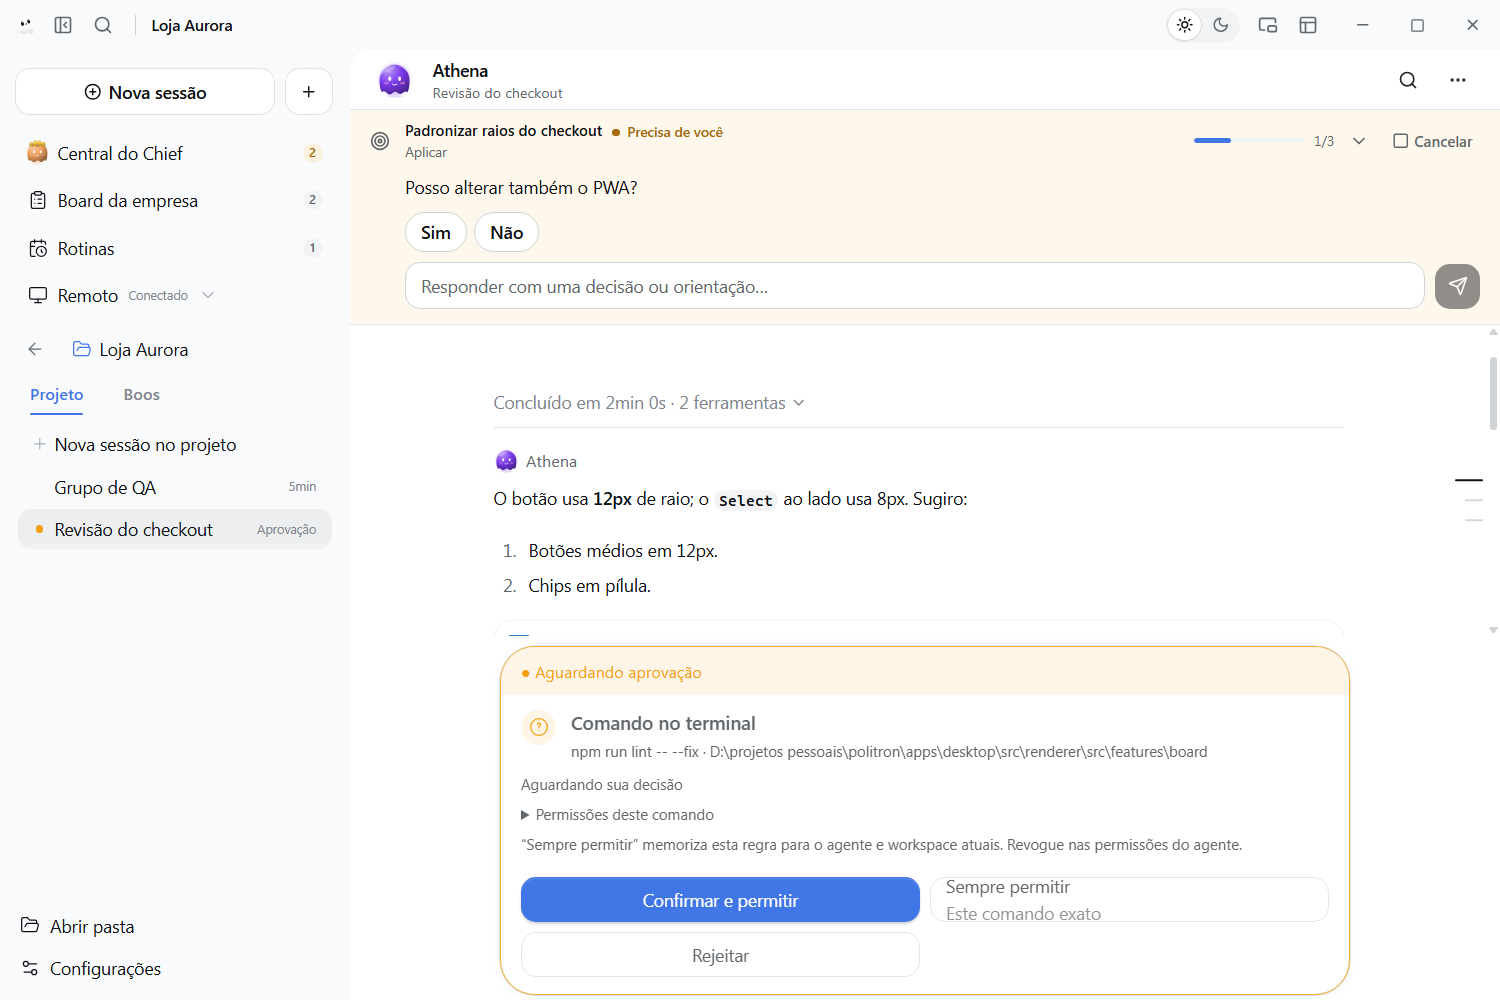 Loja Aurora
Nova sessão
Central do Chief 2
Board da empresa 2
Rotinas 1
Remoto Conectado
Loja Aurora
Projeto Boos
Nova sessão no projeto
Grupo de QA 5min
Revisão do checkout Aprovação
Abrir pasta
Configurações
Athena
Revisão do checkout
Padronizar raios do checkout Precisa de você 1/3 Cancelar
Aplicar
Posso alterar também o PWA?
Sim Não
Responder com uma decisão ou orientação...
Concluído em 2min 0s · 2 ferramentas
Athena
O botão usa 12px de raio; o Select ao lado usa 8px. Sugiro:
1. Botões médios em 12px.
2. Chips em pílula.
Aguardando aprovação
Comando no terminal
npm run lint -- --fix · D:\projetos pessoais\politron\apps\desktop\src\renderer\src\features\board
Aguardando sua decisão
Permissões deste comando
“Sempre permitir” memoriza esta regra para o agente e workspace atuais. Revogue nas permissões do agente.
Confirmar e permitir
Sempre permitir
Este comando exato
Rejeitar